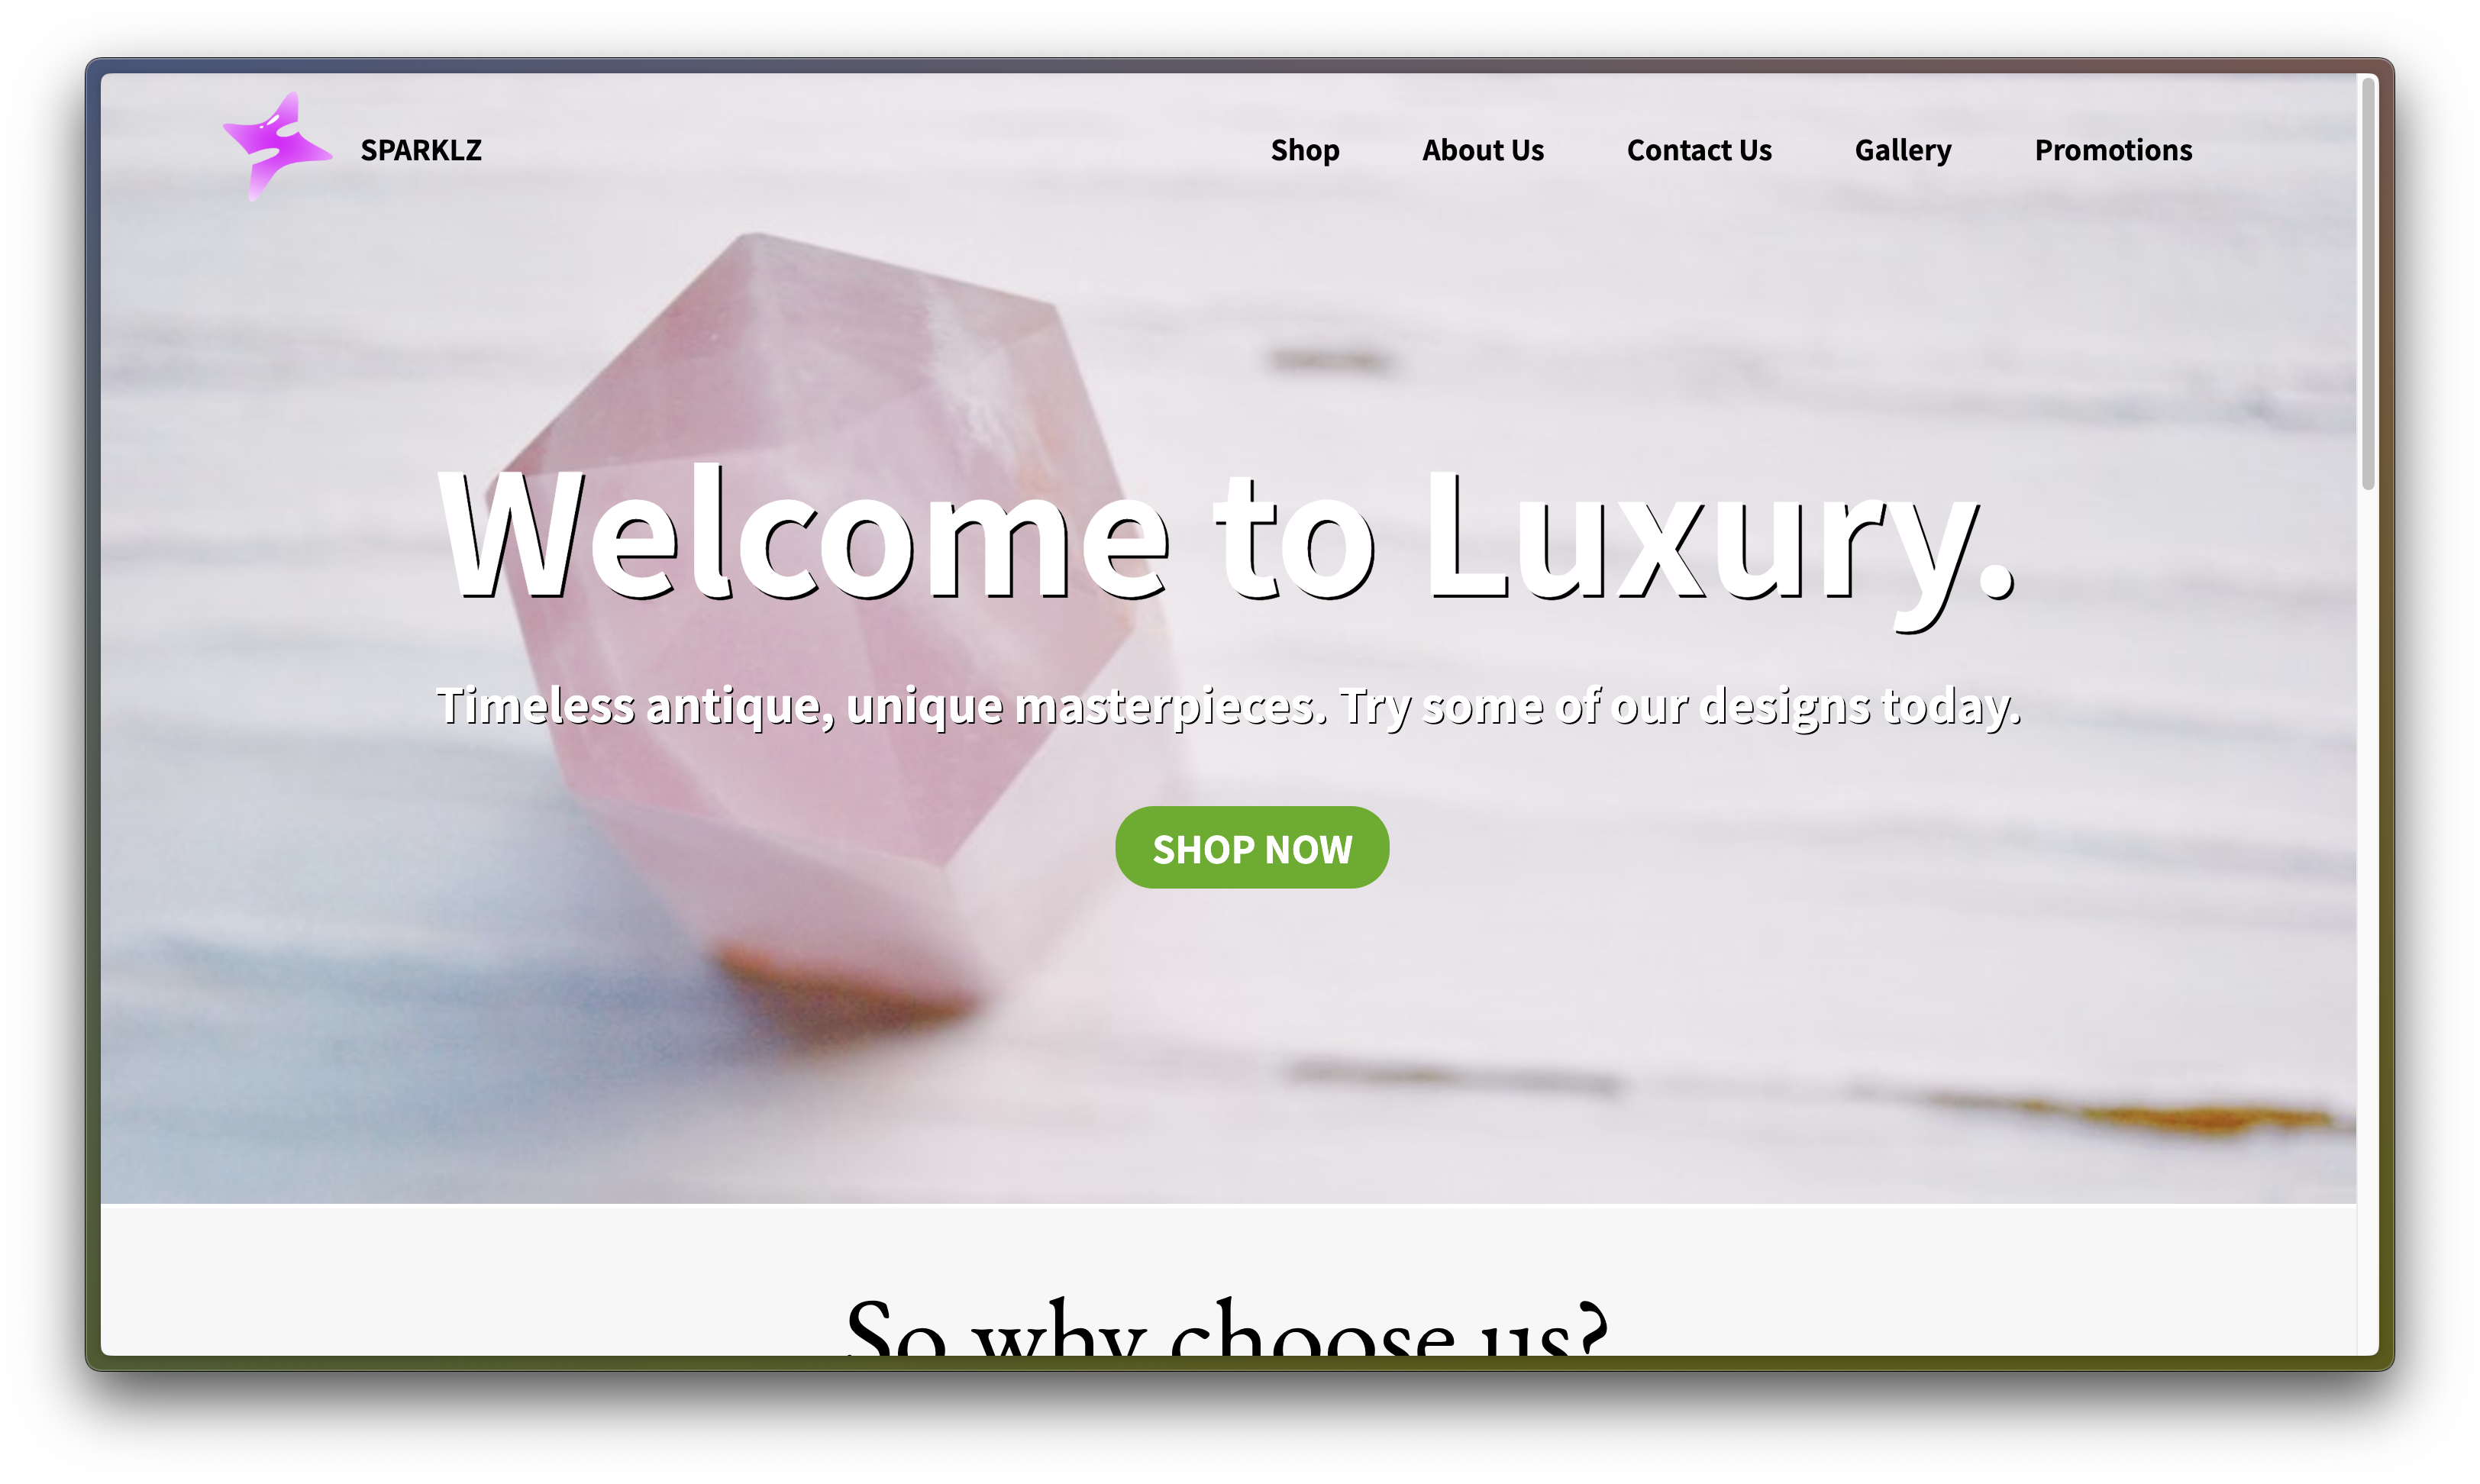 SPARKLZ
Shop About Us Contact Us Gallery Promotions
Welcome to Luxury.
Timeless antique, unique masterpieces. Try some of our designs today.
SHOP NOW
So why choose us?